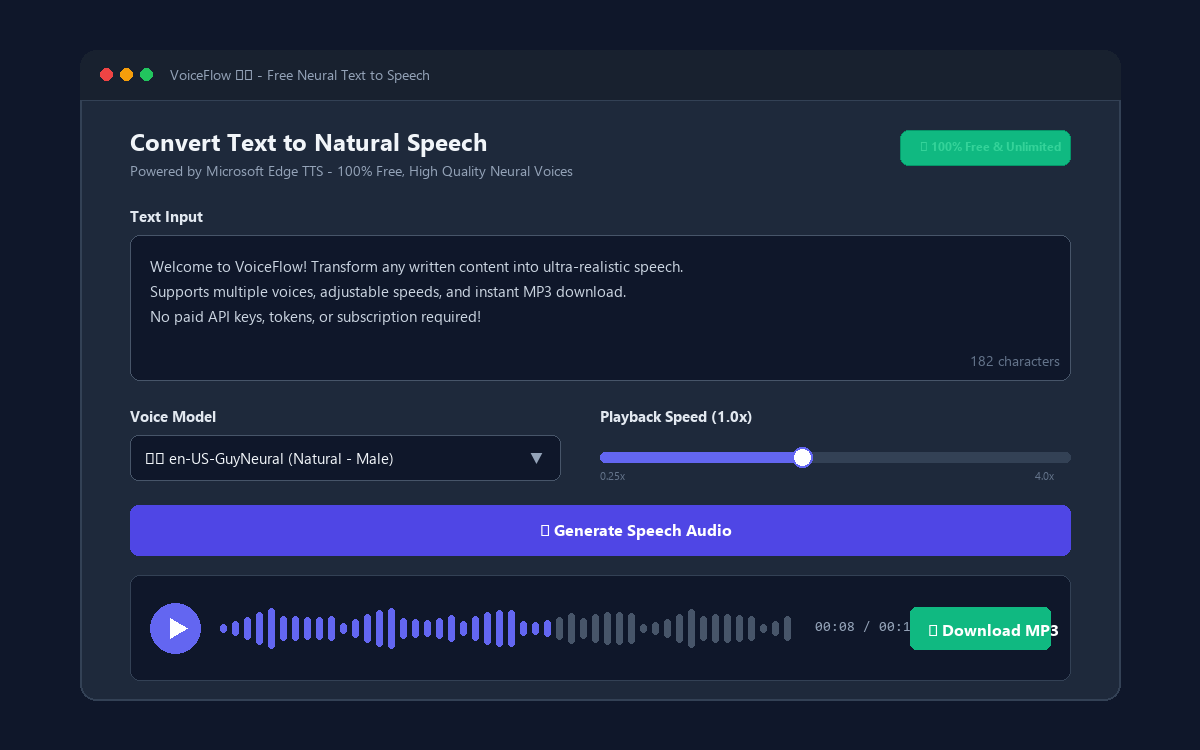 VoiceFlow - Free Neural Text to Speech
Convert Text to Natural Speech
100% Free & Unlimited
Powered by Microsoft Edge TTS - 100% Free, High Quality Neural Voices
Text Input
Welcome to VoiceFlow! Transform any written content into ultra-realistic speech.
Supports multiple voices, adjustable speeds, and instant MP3 download.
No paid API keys, tokens, or subscription required!
182 characters
Voice Model
Playback Speed (1.0x)
en-US-GuyNeural (Natural - Male)
0.25x
4.0x
Generate Speech Audio
00:08 / 00:1
Download MP3